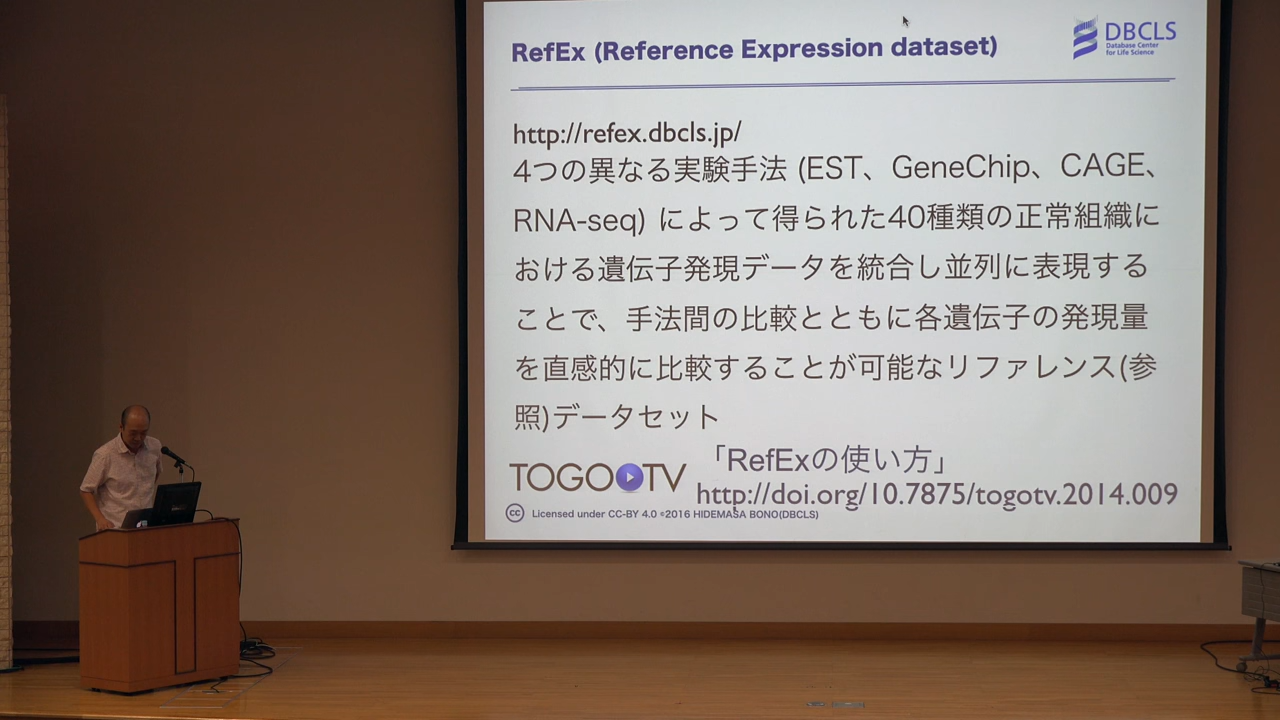 RefEx (Reference Expression dataset)
DBCLS
Database Center
for Life Science
http://refex.dbcls.jp/
4つの異なる実験手法 (EST、GeneChip、CAGE、
RNA-seq) によって得られた40種類の正常組織に
おける遺伝子発現データを統合し並列に表現する
ことで、手法間の比較とともに各遺伝子の発現量
を直感的に比較することが可能なリファレンス(参
照)データセット
TOGO TV
「RefExの使い方」
http://doi.org/10.7875/togotv.2014.009
cc Licensed under CC-BY 4.0 ©2016 HIDEMASA BONO(DBCLS)